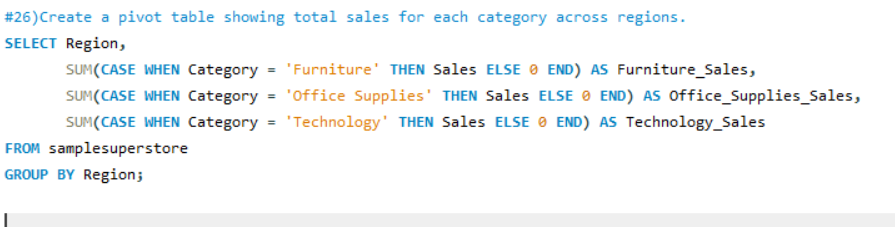 #26)Create a pivot table showing total sales for each category across regions.
SELECT Region,
SUM(CASE WHEN Category = 'Furniture' THEN Sales ELSE 0 END) AS Furniture_Sales,
SUM(CASE WHEN Category = 'Office Supplies' THEN Sales ELSE 0 END) AS Office_Supplies_Sales,
SUM(CASE WHEN Category = 'Technology' THEN Sales ELSE 0 END) AS Technology_Sales
FROM samplesuperstore
GROUP BY Region;